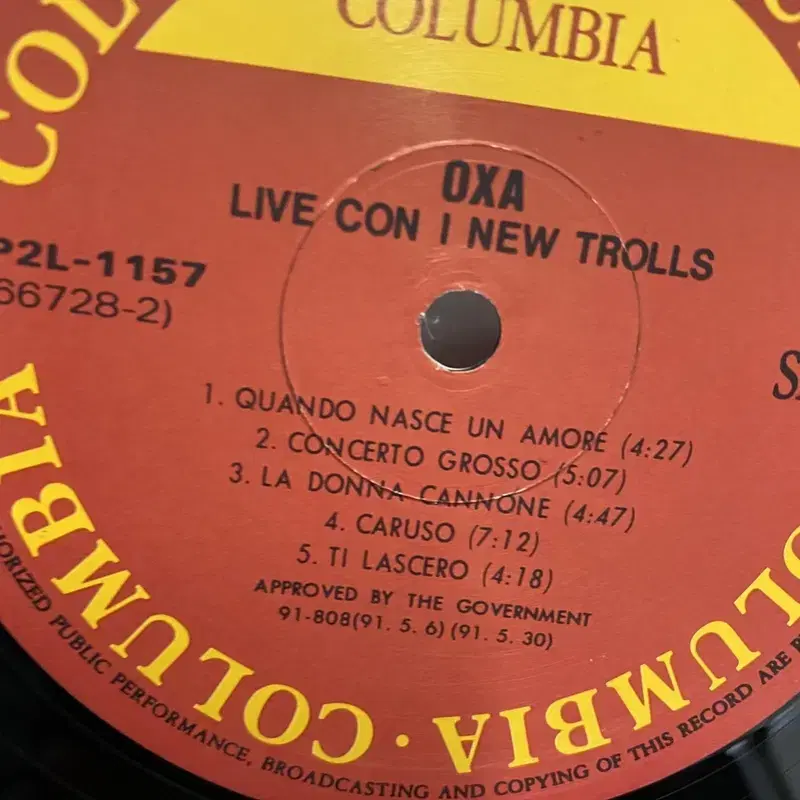 COLUMBIA
OXA
LIVE CON I NEW TROLLS
P2L-1157
66728-2)
1. QUANDO NASCE UN AMORE (4:27)
2. CONCERTO GROSSO (5:07)
3. LA DONNA CANNONE (4:47)
4. CARUSO (7:12)
5. TI LASCERO (4:18)
APPROVED BY THE GOVERNMENT
91-808(91. 5. 6) (91. 5. 30)
COLUMBIA · COLUMBIA
PUBLIC PERFORMANCE, BROADCASTING AND COPYING OF THIS RECORD ARE